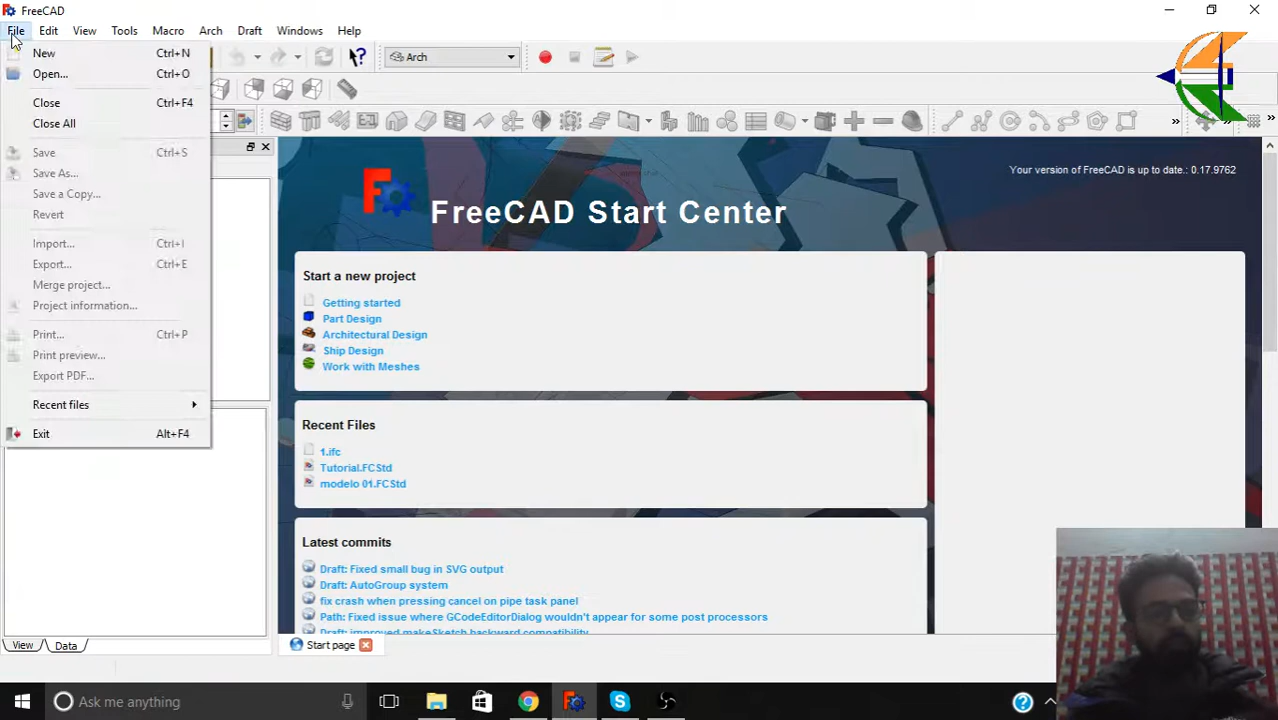 FreeCAD
File Edit View Tools Macro Arch Draft Windows Help
New Ctrl+N
Open... Ctrl+O
Close Ctrl+F4
Close All
Save Ctrl+S
Save As...
Save a Copy...
Revert
Import... Ctrl+I
Export... Ctrl+E
Merge project...
Project information...
Print... Ctrl+P
Print preview...
Export PDF...
Recent files
Exit Alt+F4
Arch
Your version of FreeCAD is up to date.: 0.17.9762
FreeCAD Start Center
Start a new project
Getting started
Part Design
Architectural Design
Ship Design
Work with Meshes
Recent Files
1.ifc
Tutorial.FCStd
modelo 01.FCStd
Latest commits
Draft: Fixed small bug in SVG output
Draft: AutoGroup system
fix crash when pressing cancel on pipe task panel
Path: Fixed issue where GCodeEditorDialog wouldn't appear for some post processors
Draft: improved makeSketch backward compatibility
View Data
Start page
Ask me anything